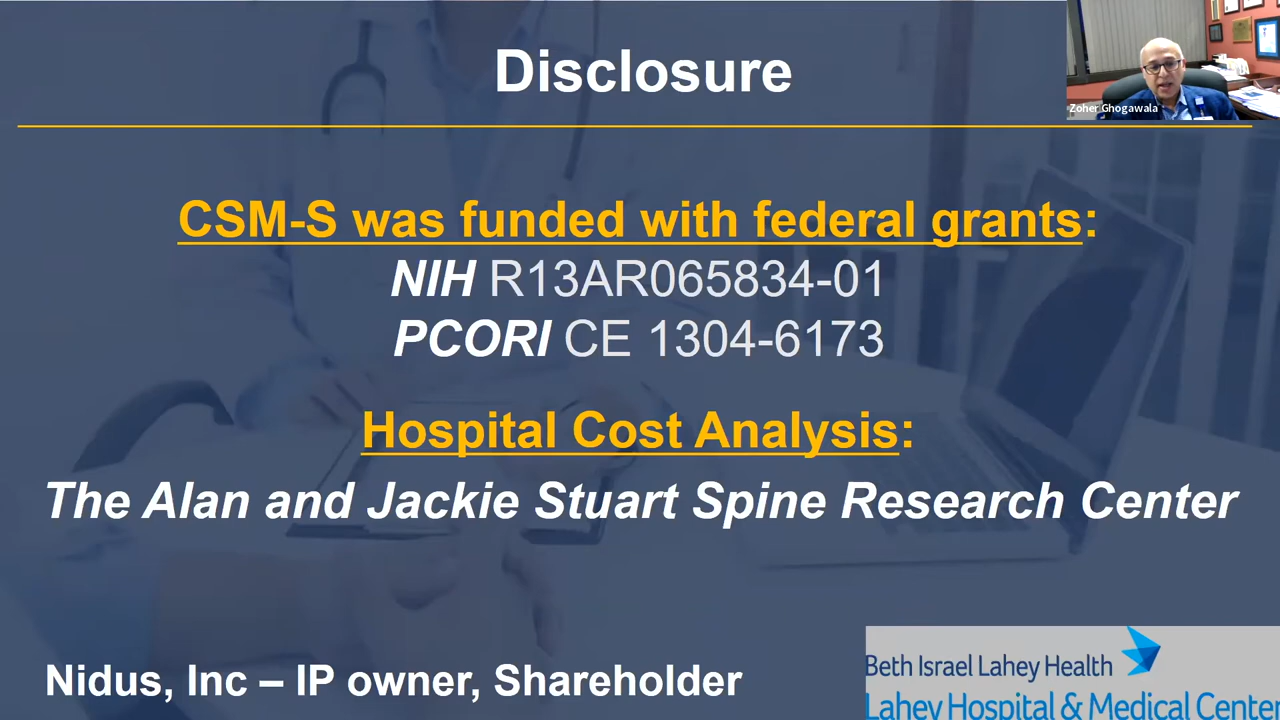 Disclosure
Zoher Ghogawala
CSM-S was funded with federal grants:
NIH R13AR065834-01
PCORI CE 1304-6173
Hospital Cost Analysis:
The Alan and Jackie Stuart Spine Research Center
Nidus, Inc – IP owner, Shareholder
Beth Israel Lahey Health
Lahey Hospital & Medical Center